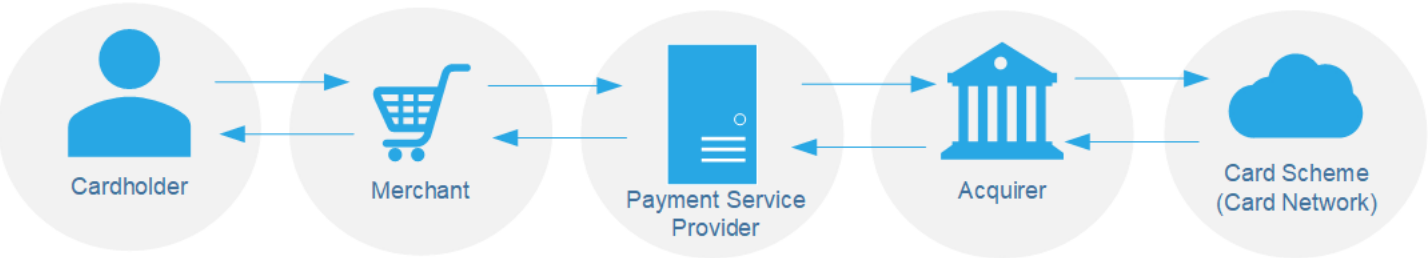 Cardholder
Merchant
Payment Service
Provider
Acquirer
Card Scheme
(Card Network)